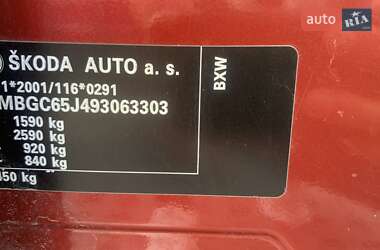 auto RIA
ŠKODA AUTO a. s.
1*2001/116*0291
MBGC65J493063303
1590 kg
2590 kg
920 kg
840 kg
450 kg
BXW